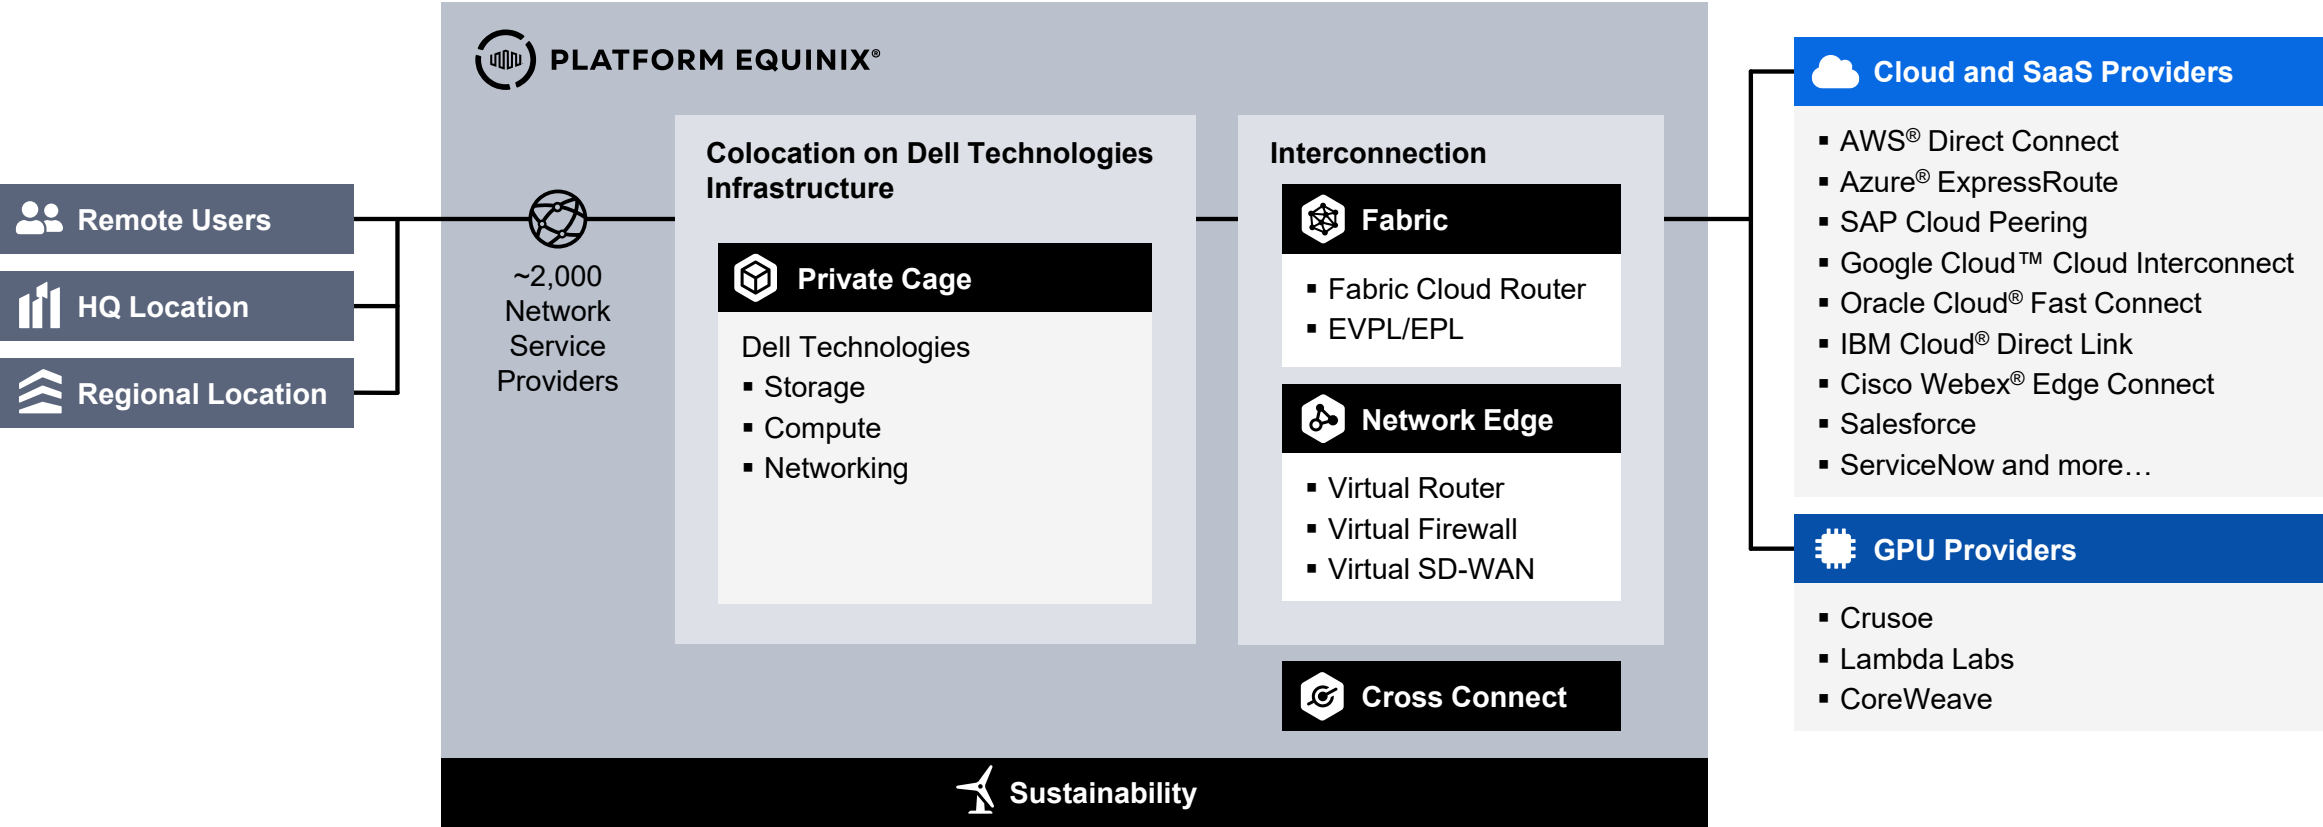 PLATFORM EQUINIX®
Remote Users
HQ Location
Regional Location
~2,000
Network
Service
Providers
Colocation on Dell Technologies
Infrastructure
Private Cage
Dell Technologies
▪ Storage
▪ Compute
▪ Networking
Interconnection
Fabric
▪ Fabric Cloud Router
▪ EVPL/EPL
Network Edge
▪ Virtual Router
▪ Virtual Firewall
▪ Virtual SD-WAN
Cross Connect
Sustainability
Cloud and SaaS Providers
▪ AWS® Direct Connect
▪ Azure® ExpressRoute
▪ SAP Cloud Peering
▪ Google Cloud™ Cloud Interconnect
▪ Oracle Cloud® Fast Connect
▪ IBM Cloud® Direct Link
▪ Cisco Webex® Edge Connect
▪ Salesforce
▪ ServiceNow and more…
GPU Providers
▪ Crusoe
▪ Lambda Labs
▪ CoreWeave